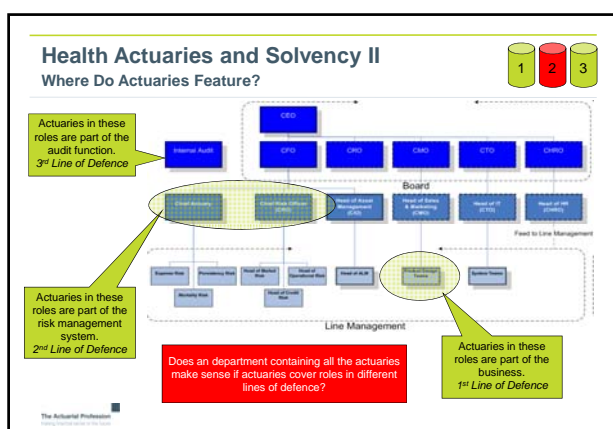 Health Actuaries and Solvency II
Where Do Actuaries Feature?
1
2
3
Actuaries in these
roles are part of the
audit function.
3rd Line of Defence
CEO
Internal Audit
CFO
CRO
CMO
CTO
CHRO
Board
Chief Actuary
Chief Risk Officer
(CRO)
Head of Asset
Management
(CIO)
Head of Sales
& Marketing
(CMO)
Head of IT
(CTO)
Head of HR
(CHRO)
Feed to Line Management
Expense Risk
Persistency Risk
Mortality Risk
Head of Market
Risk
Head of
Operational Risk
Head of Credit
Risk
Head of ALM
Product Design
Teams
System Teams
Line Management
Actuaries in these
roles are part of the
risk management
system.
2nd Line of Defence
Does an department containing all the actuaries
make sense if actuaries cover roles in different
lines of defence?
Actuaries in these
roles are part of the
business.
1st Line of Defence
The Actuarial Profession
making financial sense of the future